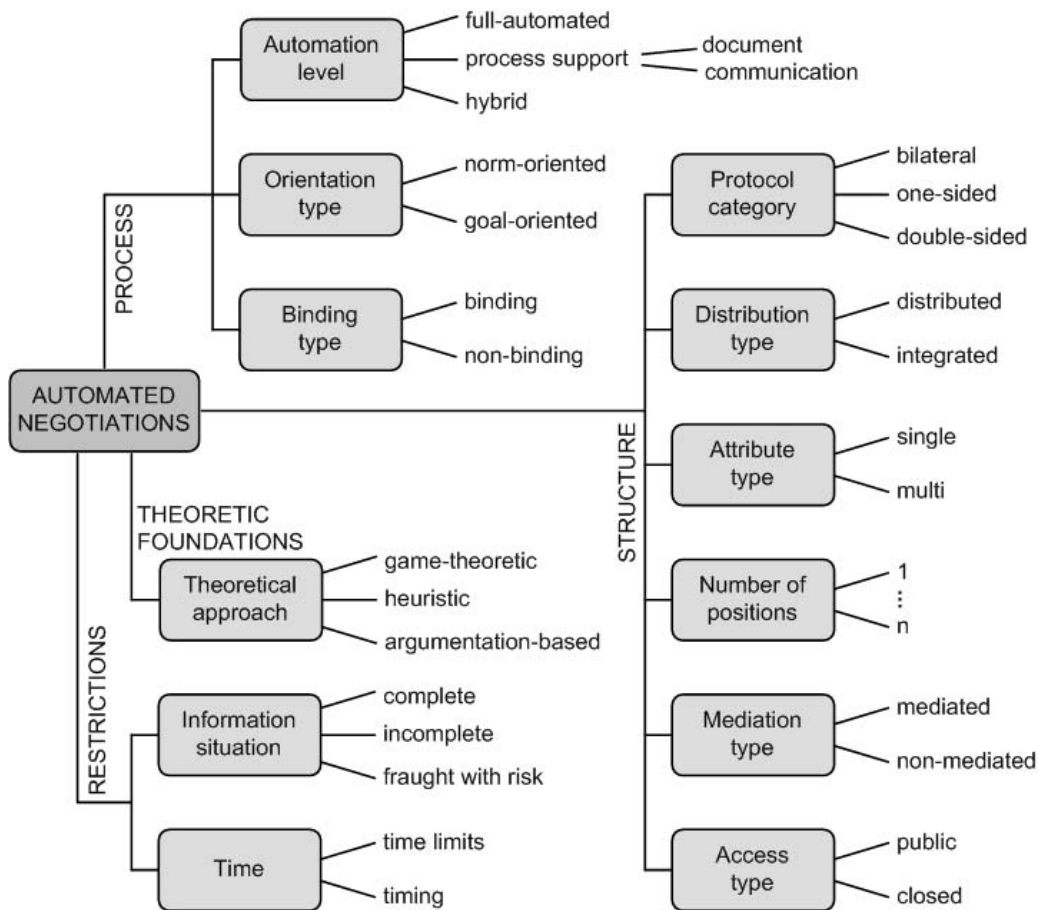 Automation
level
full-automated
process support
document
communication
hybrid
Orientation
type
norm-oriented
goal-oriented
Binding
type
binding
non-binding
PROCESS
AUTOMATED
NEGOTIATIONS
THEORETIC
FOUNDATIONS
Theoretical
approach
game-theoretic
heuristic
argumentation-based
RESTRICTIONS
Information
situation
complete
incomplete
fraught with risk
Time
time limits
timing
STRUCTURE
Protocol
category
bilateral
one-sided
double-sided
Distribution
type
distributed
integrated
Attribute
type
single
multi
Number of
positions
1
...
n
Mediation
type
mediated
non-mediated
Access
type
public
closed